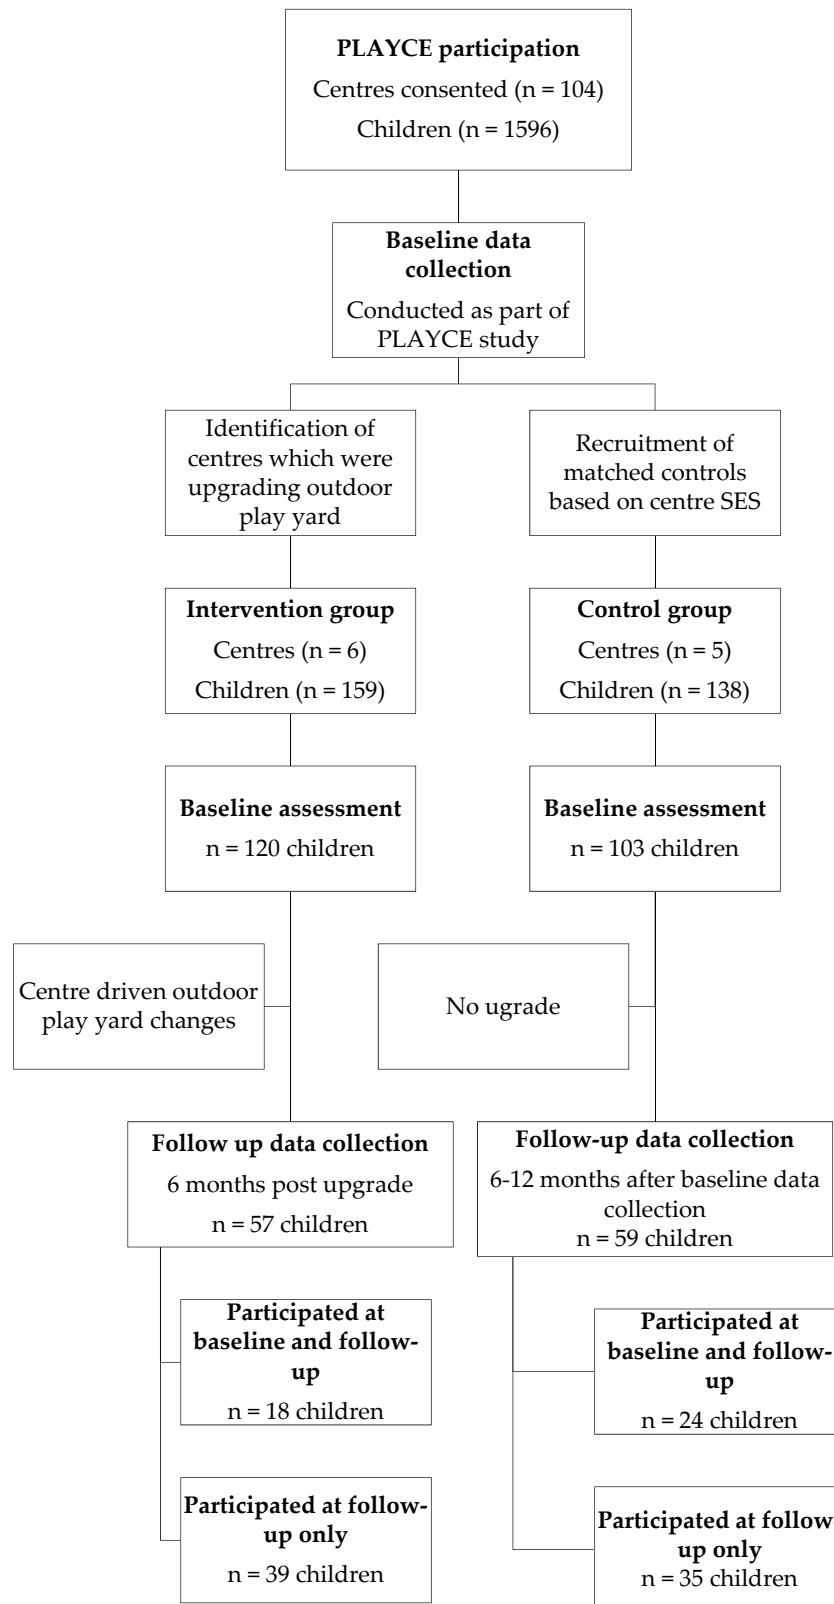 PLAYCE participation
Centres consented (n = 104)
Children (n = 1596)
Baseline data
collection
Conducted as part of
PLAYCE study
Identification of
centres which were
upgrading outdoor
play yard
Recruitment of
matched controls
based on centre SES
Intervention group
Centres (n = 6)
Children (n = 159)
Control group
Centres (n = 5)
Children (n = 138)
Baseline assessment
n = 120 children
Baseline assessment
n = 103 children
Centre driven outdoor
play yard changes
No ugrade
Follow up data collection
6 months post upgrade
n = 57 children
Follow-up data collection
6-12 months after baseline data
collection
n = 59 children
Participated at
baseline and follow-
up
n = 18 children
Participated at
baseline and follow-
up
n = 24 children
Participated at follow-
up only
n = 39 children
Participated at follow
up only
n = 35 children